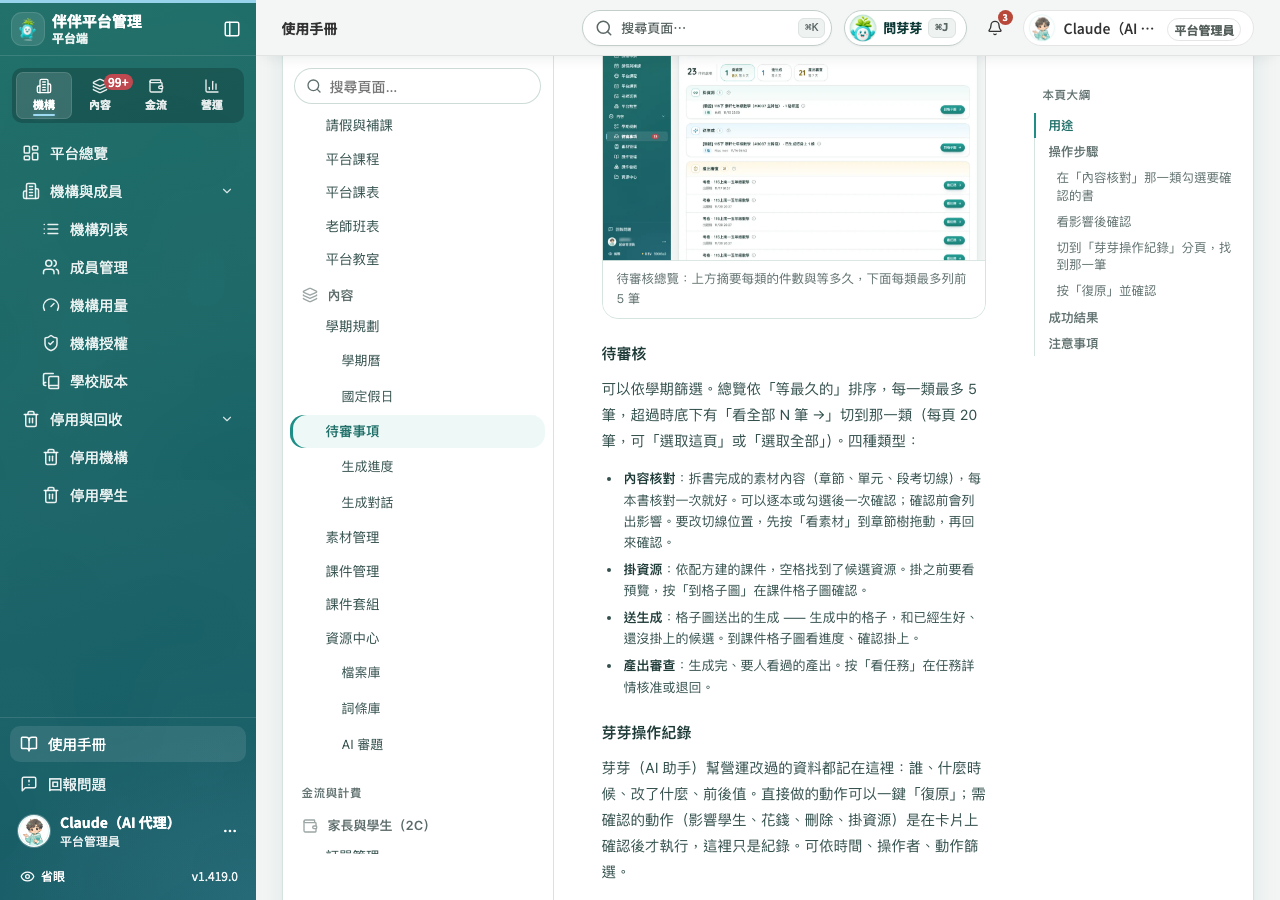 伴伴平台管理
平台端
機構
內容
99+
金流
營運
平台總覽
機構與成員
機構列表
成員管理
機構用量
機構授權
學校版本
停用與回收
停用機構
停用學生
使用手冊
回報問題
Claude（AI 代理）
平台管理員
省眼
v1.419.0
使用手冊
搜尋頁面…
⌘K
問芽芽
⌘J
3
Claude（AI …
平台管理員
搜尋頁面...
請假與補課
平台課程
平台課表
老師班表
平台教室
內容
學期規劃
學期曆
國定假日
待審事項
生成進度
生成對話
素材管理
課件管理
課件套組
資源中心
檔案庫
詞條庫
AI 審題
金流與計費
家長與學生（2C）
待審核總覽：上方摘要每類的件數與等多久，下面每類最多列前
5 筆
待審核
可以依學期篩選。總覽依「等最久的」排序，每一類最多 5
筆，超過時底下有「看全部 N 筆 →」切到那一類（每頁 20
筆，可「選取這頁」或「選取全部」）。四種類型：
• 內容核對：拆書完成的素材內容（章節、單元、段考切線），每
本書核對一次就好。可以逐本或勾選後一次確認；確認前會列
出影響。要改切線位置，先按「看素材」到章節樹拖動，再回
來確認。
• 掛資源：依配方建的課件，空格找到了候選資源。掛之前要看
預覽，按「到格子圖」在課件格子圖確認。
• 送生成：格子圖送出的生成 —— 生成中的格子，和已經生好、
還沒掛上的候選。到課件格子圖看進度、確認掛上。
• 產出審查：生成完、要人看過的產出。按「看任務」在任務詳
情核准或退回。
芽芽操作紀錄
芽芽（AI 助手）幫營運改過的資料都記在這裡：誰、什麼時
候、改了什麼、前後值。直接做的動作可以一鍵「復原」；需
確認的動作（影響學生、花錢、刪除、掛資源）是在卡片上
確認後才執行，這裡只是紀錄。可依時間、操作者、動作篩
選。
本頁大綱
用途
操作步驟
在「內容核對」那一類勾選要確
認的書
看影響後確認
切到「芽芽操作紀錄」分頁，找
到那一筆
按「復原」並確認
成功結果
注意事項